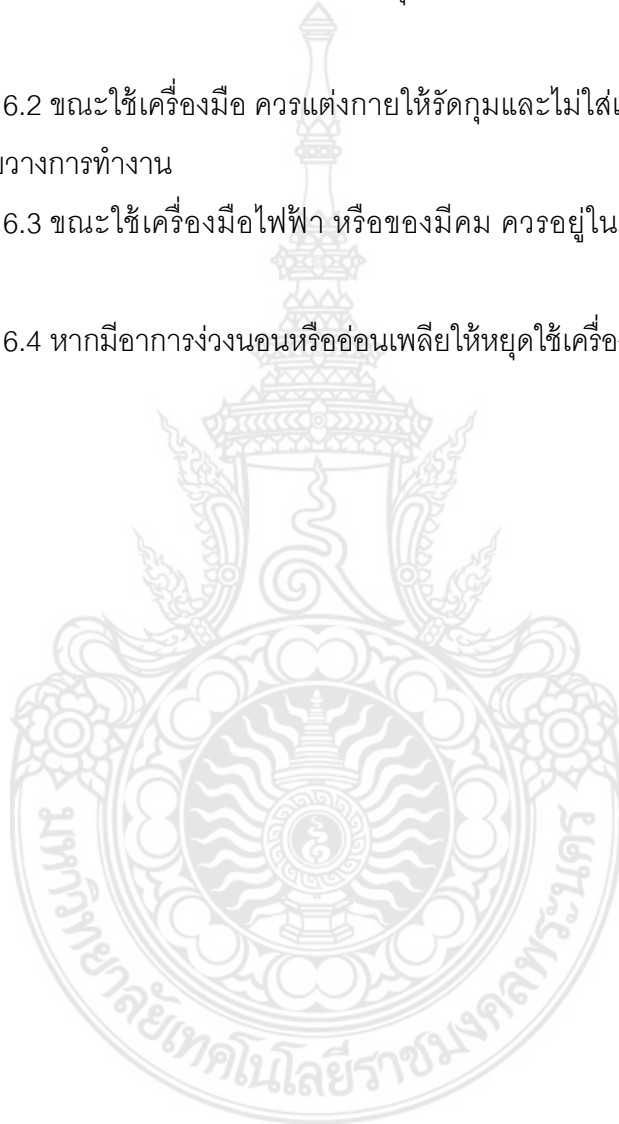 6.2 ขณะใช้เครื่องมือ ควรแต่งกายให้รัดกุมและไม่ใส่
วางการทำงาน
6.3 ขณะใช้เครื่องมือไฟฟ้า หรือของมีคม ควรอยู่ใน
6.4 หากมีอาการง่วงนอนหรืออ่อนเพลียให้หยุดใช้เครื่อ
มหาวิทยาลัยเทคโนโลยีราชมงคลพระนคร